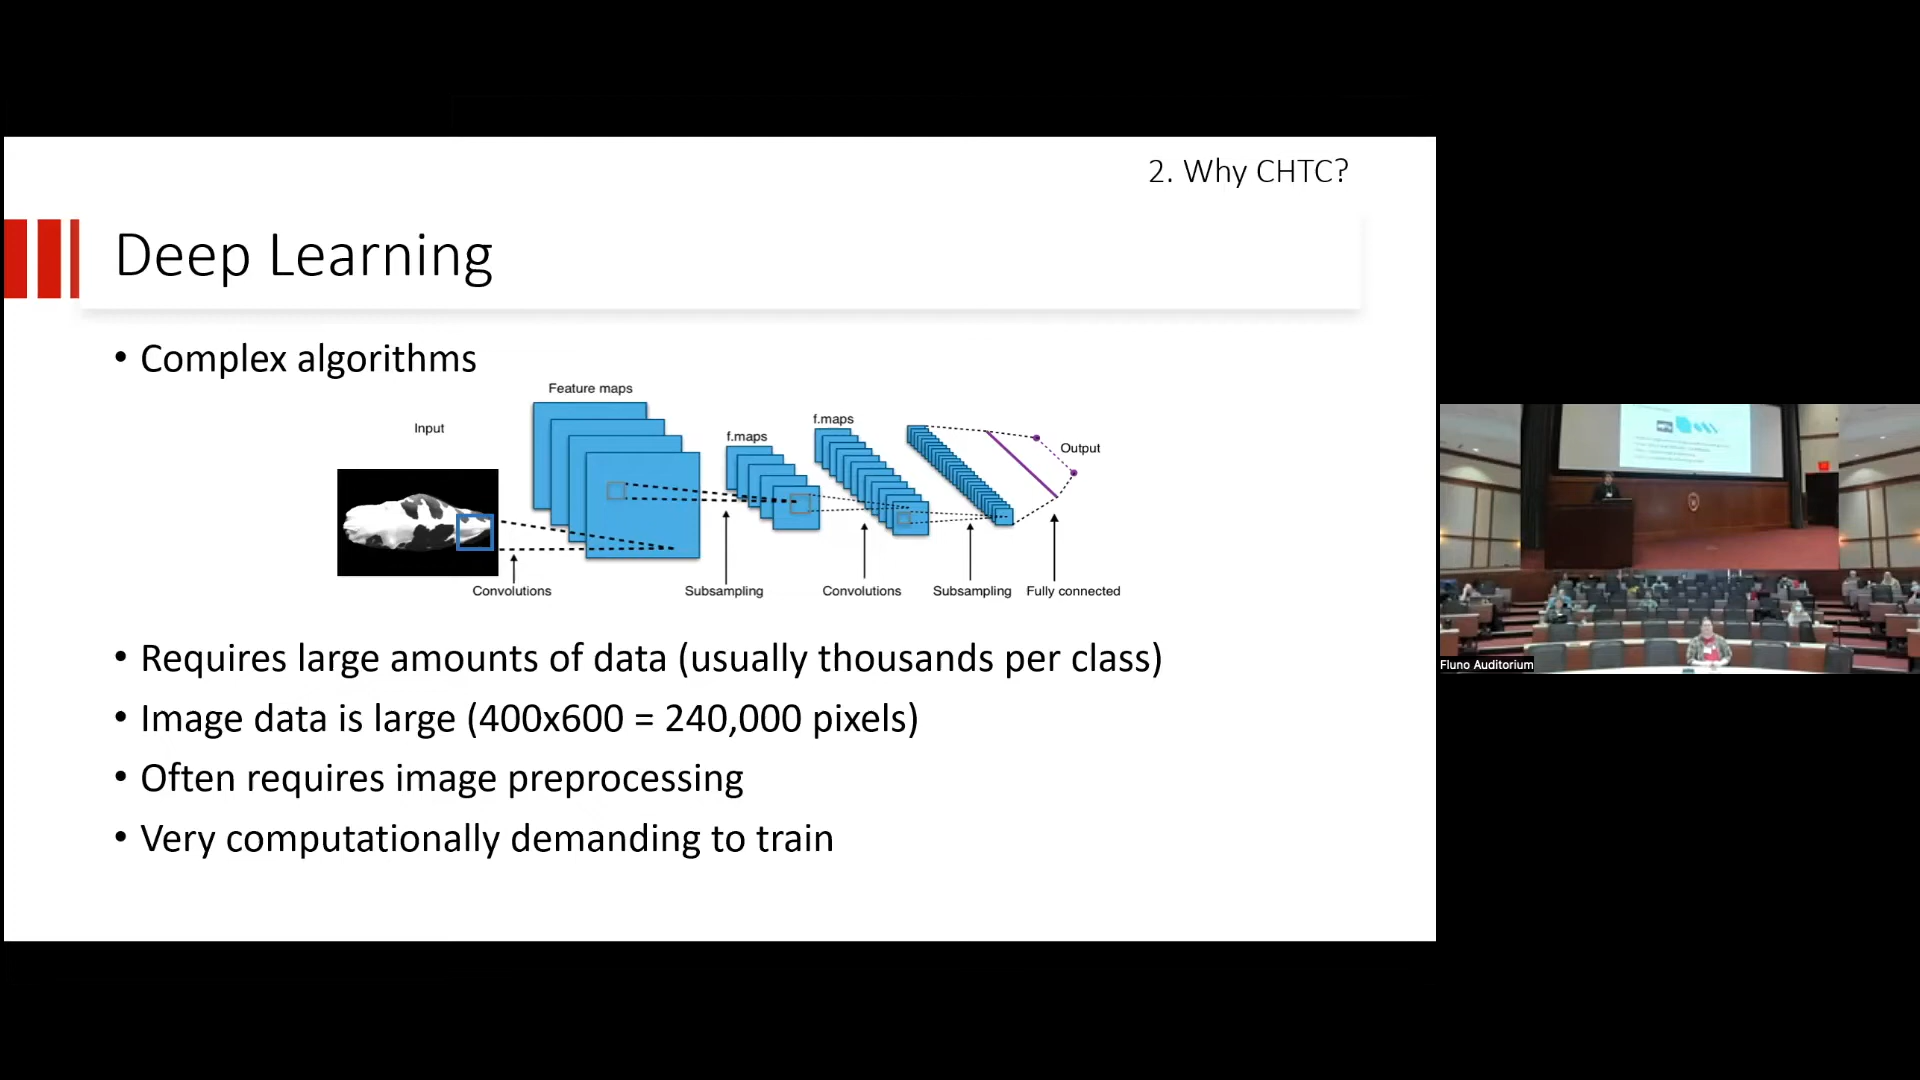 2. Why CHTC?
Deep Learning
• Complex algorithms
Feature maps
Input
f.maps
f.maps
Output
Convolutions
Subsampling
Convolutions
Subsampling
Fully connected
• Requires large amounts of data (usually thousands per class)
• Image data is large (400x600 = 240,000 pixels)
• Often requires image preprocessing
• Very computationally demanding to train
Fluno Auditorium